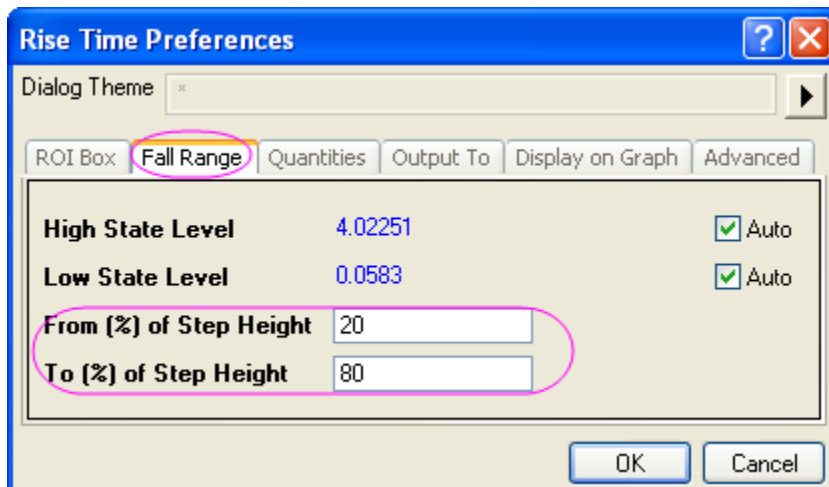 Rise Time Preferences
Dialog Theme *
ROI Box Fall Range Quantities Output To Display on Graph Advanced
High State Level 4.02251 Auto
Low State Level 0.0583 Auto
From (%) of Step Height 20
To (%) of Step Height 80
OK Cancel